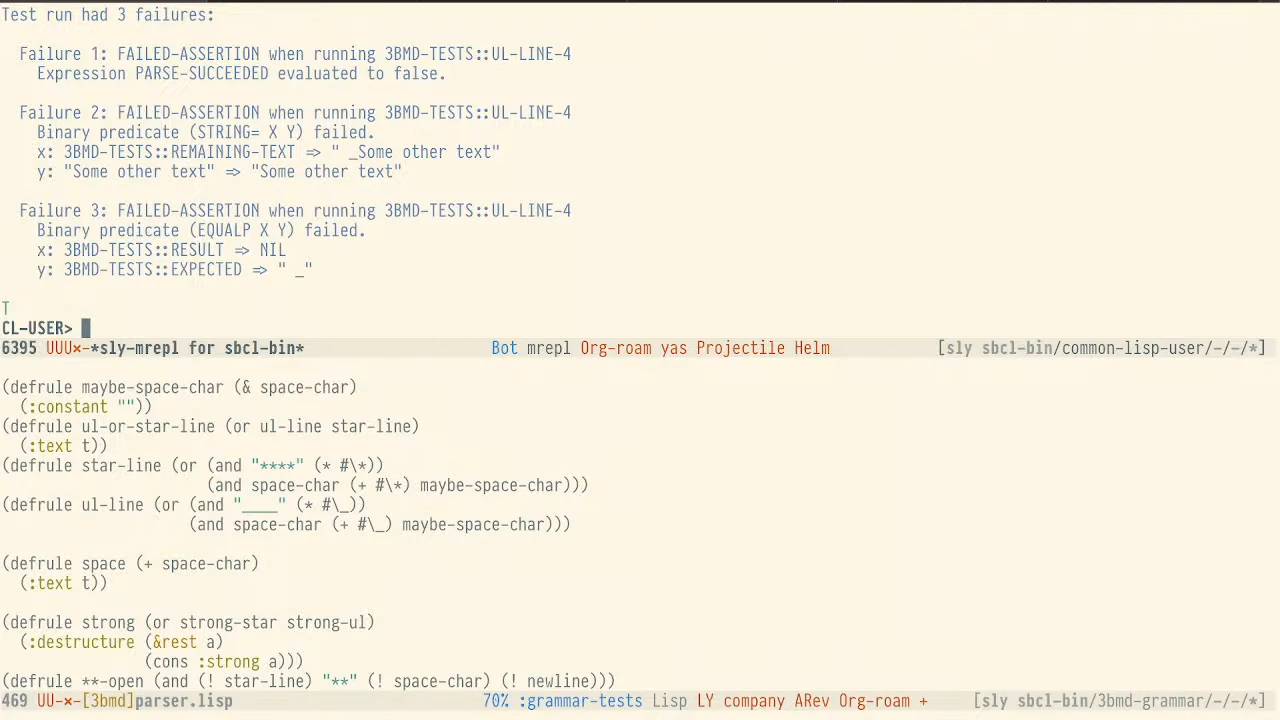 Test run had 3 failures:
  Failure 1: FAILED-ASSERTION when running 3BMD-TESTS::UL-LINE-4
    Expression PARSE-SUCCEEDED evaluated to false.
  Failure 2: FAILED-ASSERTION when running 3BMD-TESTS::UL-LINE-4
    Binary predicate (STRING= X Y) failed.
    x: 3BMD-TESTS::REMAINING-TEXT => " _Some other text"
    y: "Some other text" => "Some other text"
  Failure 3: FAILED-ASSERTION when running 3BMD-TESTS::UL-LINE-4
    Binary predicate (EQUALP X Y) failed.
    x: 3BMD-TESTS::RESULT => NIL
    y: 3BMD-TESTS::EXPECTED => " _"
T
CL-USER>
6395 UUU×-*sly-mrepl for sbcl-bin* Bot mrepl Org-roam yas Projectile Helm [sly sbcl-bin/common-lisp-user/-/-/*]
(defrule maybe-space-char (& space-char)
  (:constant ""))
(defrule ul-or-star-line (or ul-line star-line)
  (:text t))
(defrule star-line (or (and "****" (* #\*))
                       (and space-char (+ #\*) maybe-space-char)))
(defrule ul-line (or (and "____" (* #\_))
                     (and space-char (+ #\_) maybe-space-char)))
(defrule space (+ space-char)
  (:text t))
(defrule strong (or strong-star strong-ul)
  (:destructure (&rest a)
                (cons :strong a)))
(defrule **-open (and (! star-line) "**" (! space-char) (! newline)))
469 UU-×-[3bmd]parser.lisp 70% :grammar-tests Lisp LY company ARev Org-roam + [sly sbcl-bin/3bmd-grammar/-/-/*]